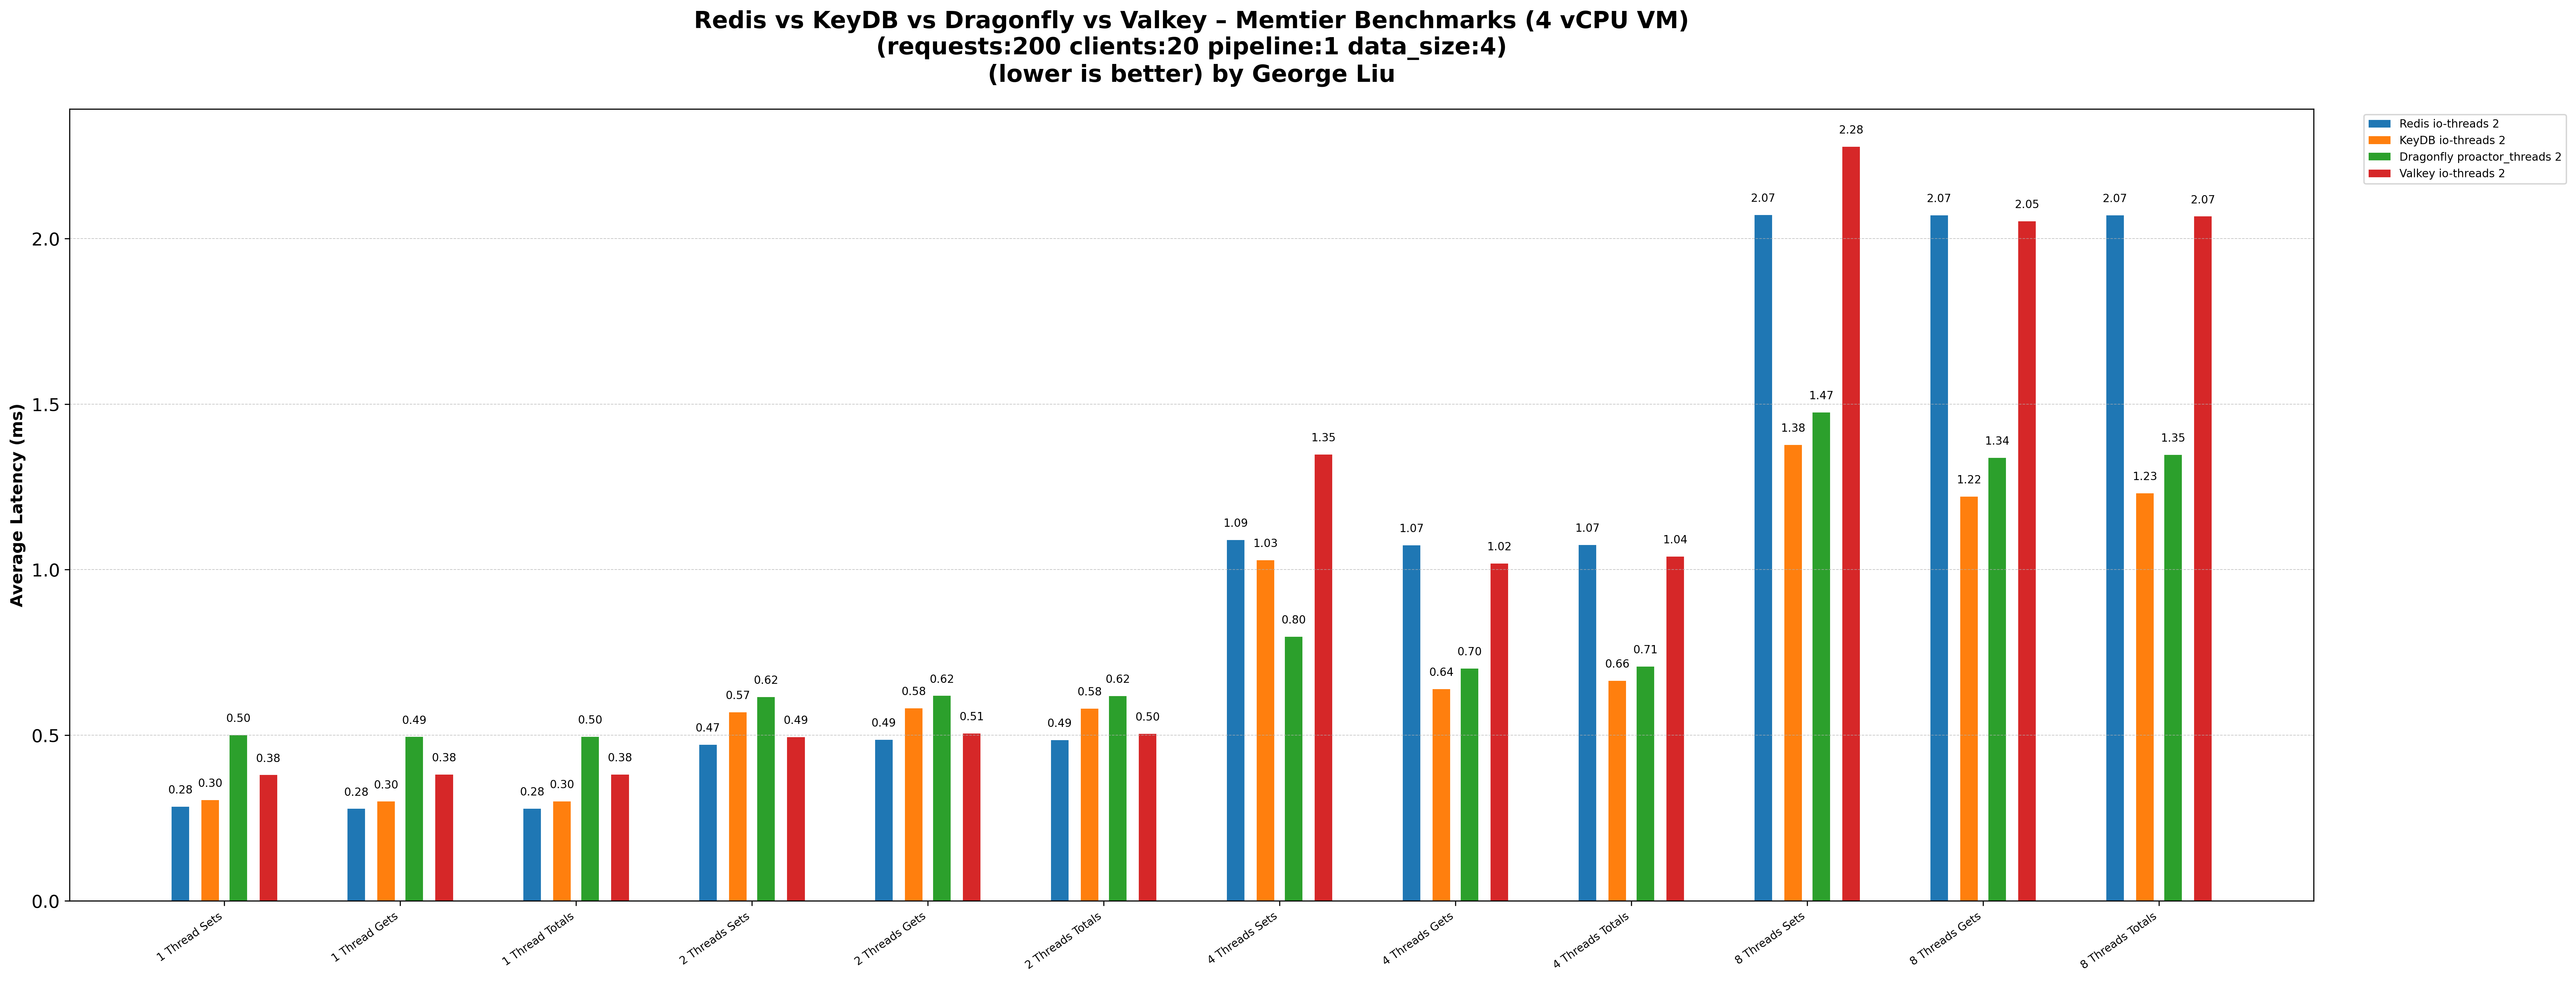 Redis vs KeyDB vs Dragonfly vs Valkey – Memtier Benchmarks (4 vCPU VM)
(requests:200 clients:20 pipeline:1 data_size:4)
(lower is better) by George Liu
Redis io-threads 2
KeyDB io-threads 2
Dragonfly proactor_threads 2
Valkey io-threads 2
Average Latency (ms)
2.0
1.5
1.0
0.5
0.0
0.28 0.30 0.50 0.38
0.28 0.30 0.49 0.38
0.28 0.30 0.50 0.38
0.47 0.57 0.62 0.49
0.49 0.58 0.62 0.51
0.49 0.58 0.62 0.50
1.09 1.03 0.80 1.35
1.07 0.64 0.70 1.02
1.07 0.66 0.71 1.04
2.07 1.38 1.47 2.28
2.07 1.22 1.34 2.05
2.07 1.23 1.35 2.07
1 Thread Sets
1 Thread Gets
1 Thread Totals
2 Threads Sets
2 Threads Gets
2 Threads Totals
4 Threads Sets
4 Threads Gets
4 Threads Totals
8 Threads Sets
8 Threads Gets
8 Threads Totals